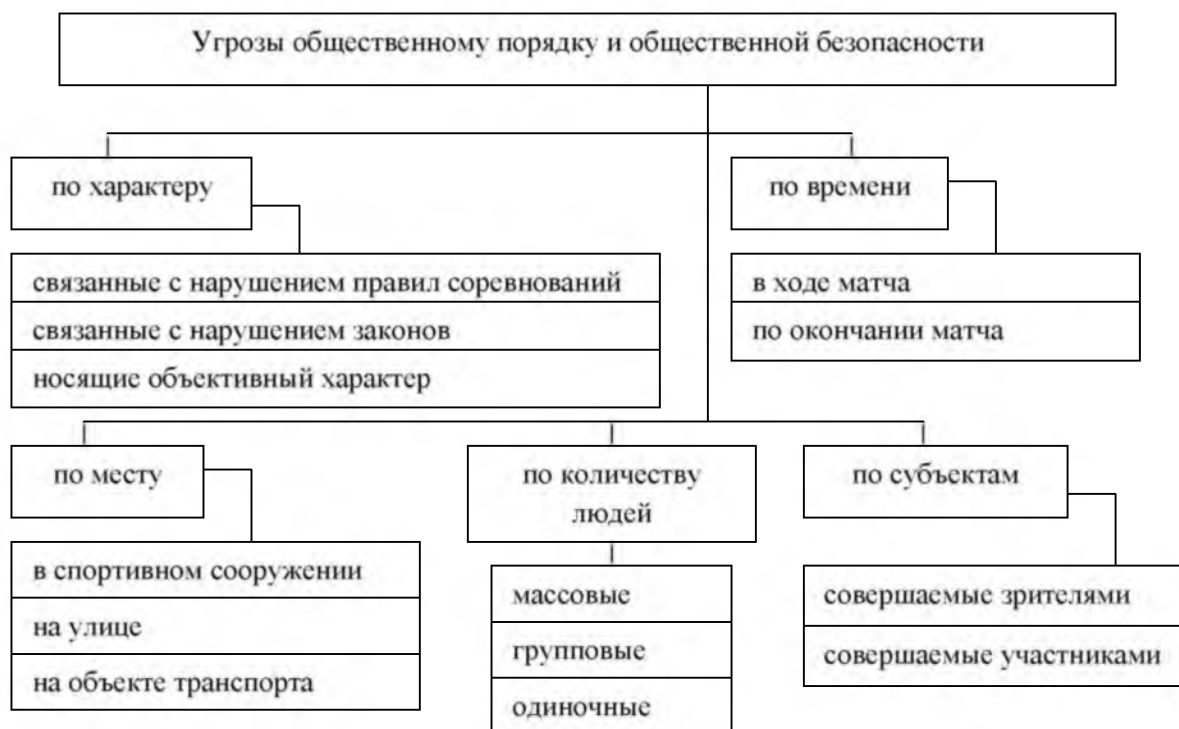 Угрозы общественному порядку и общественной безопасности
по характеру
связанные с нарушением правил соревнований
связанные с нарушением законов
носящие объективный характер
по времени
в ходе матча
по окончании матча
по месту
в спортивном сооружении
на улице
на объекте транспорта
по количеству
людей
массовые
групповые
одиночные
по субъектам
совершаемые зрителями
совершаемые участниками